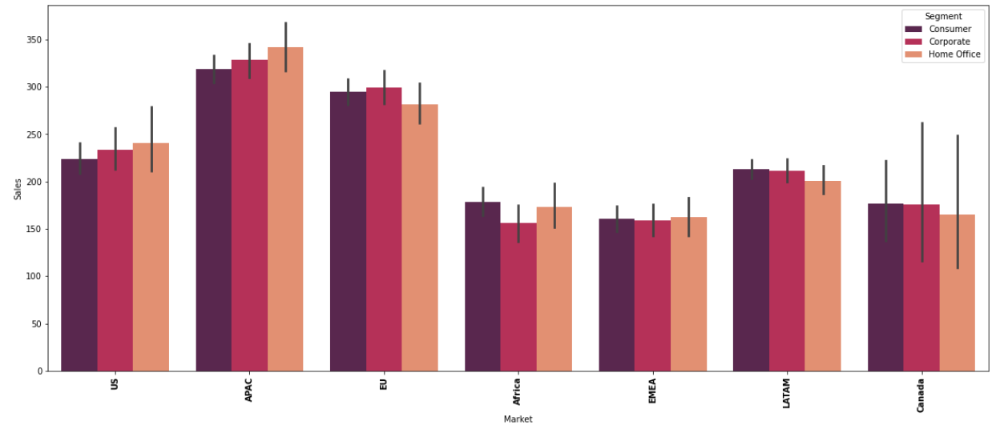 Segment
Consumer
Corporate
Home Office
350
300
250
200
150
100
50
0
Sales
US
APAC
EU
Africa
EMEA
LATAM
Canada
Market